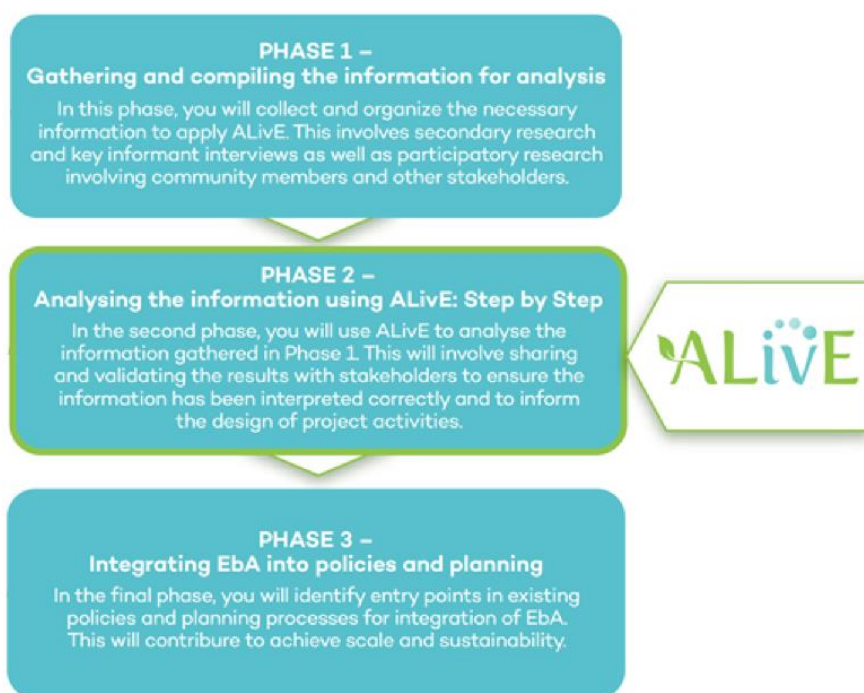 PHASE 1 –
Gathering and compiling the information for analysis
In this phase, you will collect and organize the necessary
information to apply ALivE. This involves secondary research
and key informant interviews as well as participatory research
involving community members and other stakeholders.
PHASE 2 –
Analysing the information using ALivE: Step by Step
In the second phase, you will use ALivE to analyse the
information gathered in Phase 1. This will involve sharing
and validating the results with stakeholders to ensure the
information has been interpreted correctly and to inform
the design of project activities.
ALivE
PHASE 3 –
Integrating EbA into policies and planning
In the final phase, you will identify entry points in existing
policies and planning processes for integration of EbA.
This will contribute to achieve scale and sustainability.